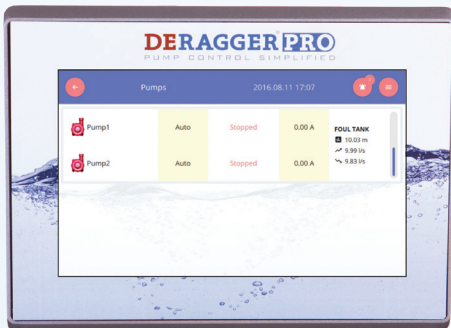 DERAGGER PRO
PUMP CONTROL SIMPLIFIED
Pumps 2016.08.11 17:07
Pump1 Auto Stopped 0.00 A
FOUL TANK
10.03 m
9.99 l/s
9.83 l/s
Pump2 Auto Stopped 0.00 A